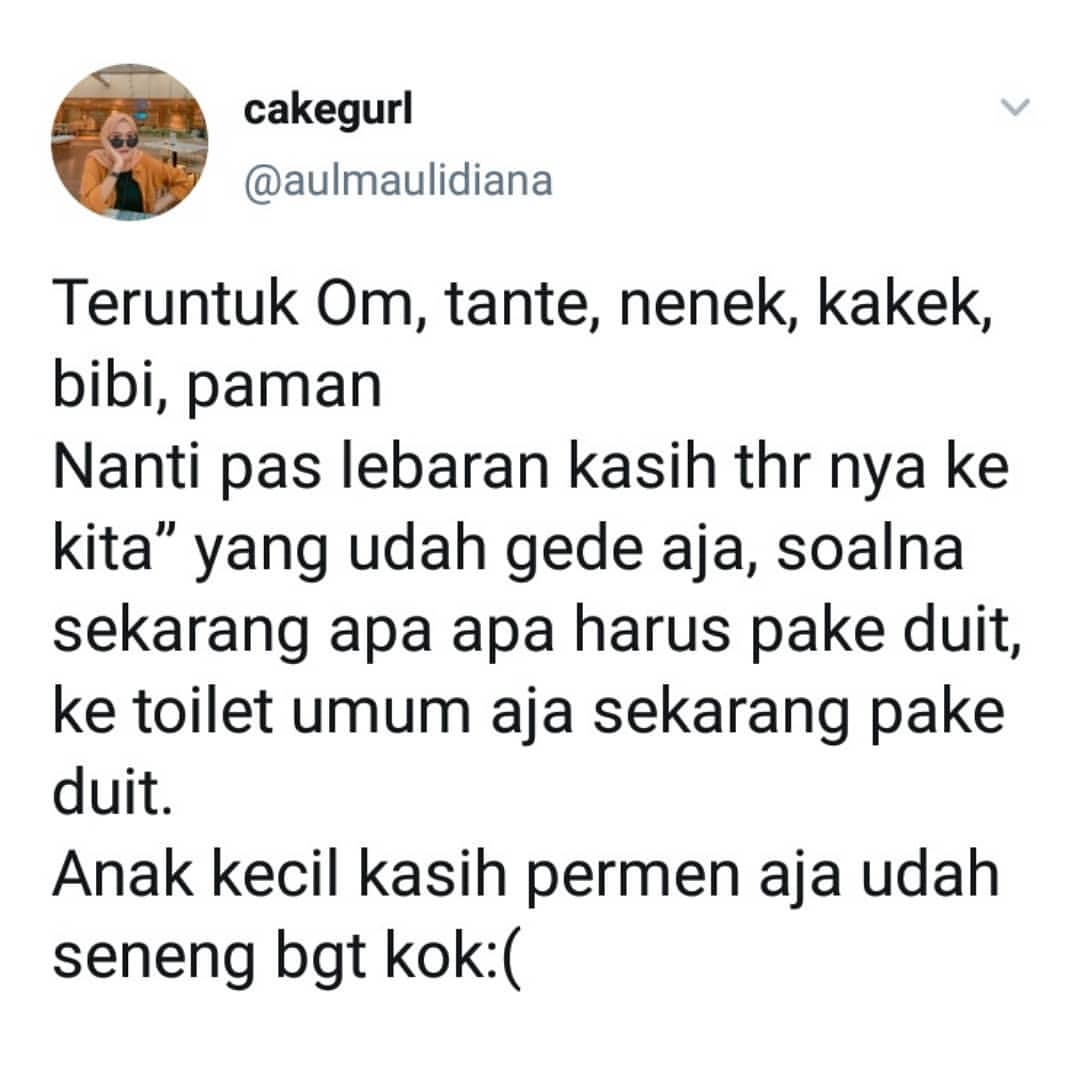 cakegurl
@aulmaulidiana
Teruntuk Om, tante, nenek, kakek,
bibi, paman
Nanti pas lebaran kasih thr nya ke
kita” yang udah gede aja, soalna
sekarang apa apa harus pake duit,
ke toilet umum aja sekarang pake
duit.
Anak kecil kasih permen aja udah
seneng bgt kok:(